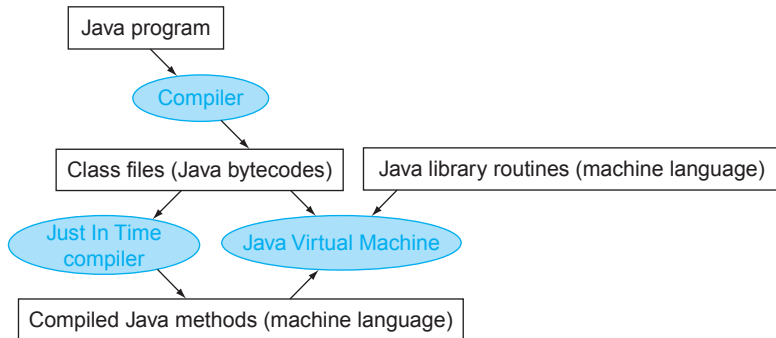 Java program
Compiler
Class files (Java bytecodes)
Java library routines (machine language)
Just In Time
compiler
Java Virtual Machine
Compiled Java methods (machine language)